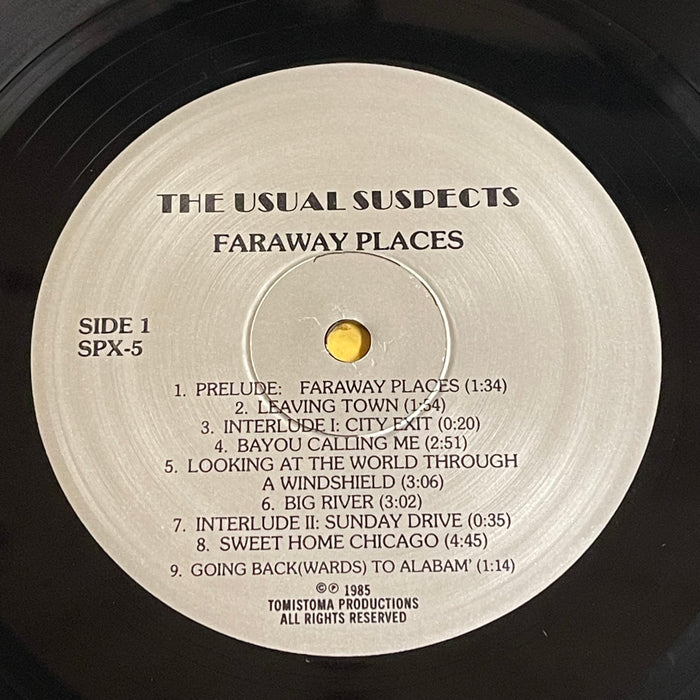 THE USUAL SUSPECTS
FARAWAY PLACES
SIDE 1
SPX-5
1. PRELUDE: FARAWAY PLACES (1:34)
2. LEAVING TOWN (1:54)
3. INTERLUDE I: CITY EXIT (0:20)
4. BAYOU CALLING ME (2:51)
5. LOOKING AT THE WORLD THROUGH
A WINDSHIELD (3:06)
6. BIG RIVER (3:02)
7. INTERLUDE II: SUNDAY DRIVE (0:35)
8. SWEET HOME CHICAGO (4:45)
9. GOING BACK(WARDS) TO ALABAM' (1:14)
©℗ 1985
TOMISTOMA PRODUCTIONS
ALL RIGHTS RESERVED